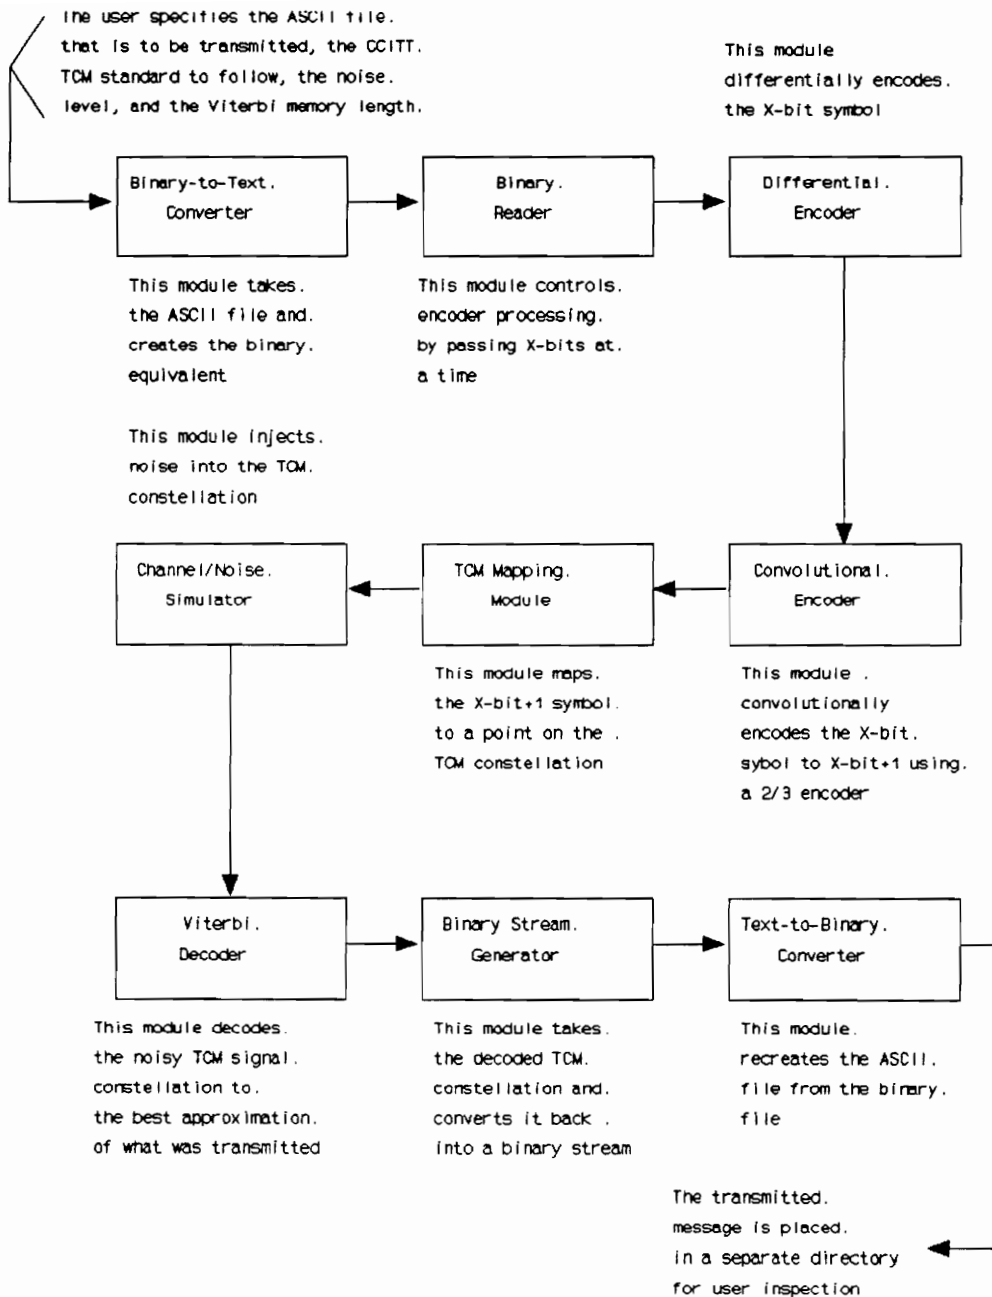 The user specifies the ASCII file.
that is to be transmitted, the CCITT.
TCM standard to follow, the noise.
level, and the Viterbi memory length.
This module
differentially encodes.
the X-bit symbol
Binary-to-Text.
Converter
Binary.
Reader
Differential.
Encoder
This module takes.
the ASCII file and.
creates the binary.
equivalent
This module controls.
encoder processing.
by passing X-bits at.
a time
This module injects.
noise into the TCM.
constellation
Channel/Noise.
Simulator
TCM Mapping.
Module
Convolutional.
Encoder
This module maps.
the X-bit+1 symbol.
to a point on the .
TCM constellation
This module .
convolutionally
encodes the X-bit.
sybol to X-bit+1 using.
a 2/3 encoder
Viterbi.
Decoder
Binary Stream.
Generator
Text-to-Binary.
Converter
This module decodes.
the noisy TCM signal.
constellation to.
the best approximation.
of what was transmitted
This module takes.
the decoded TCM.
constellation and.
converts it back .
into a binary stream
This module.
recreates the ASCII.
file from the binary.
file
The transmitted.
message is placed.
in a separate directory
for user inspection